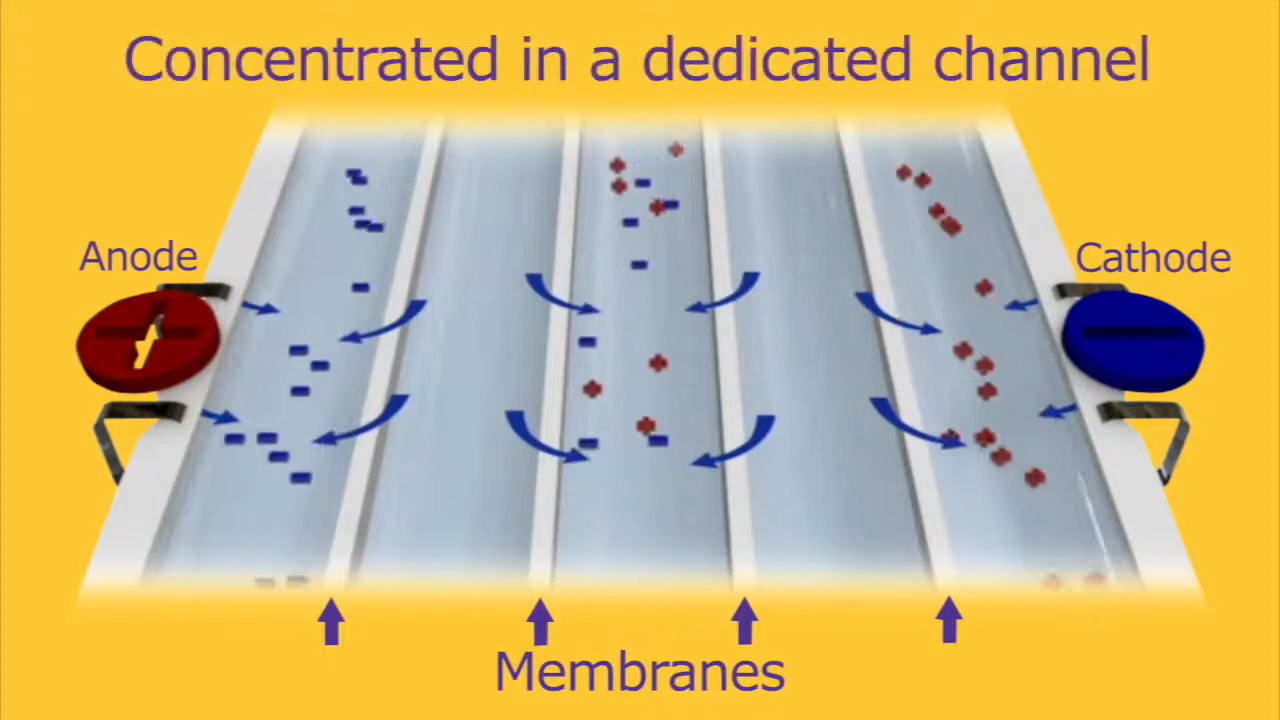 Concentrated in a dedicated channel
Anode
Cathode
Membranes